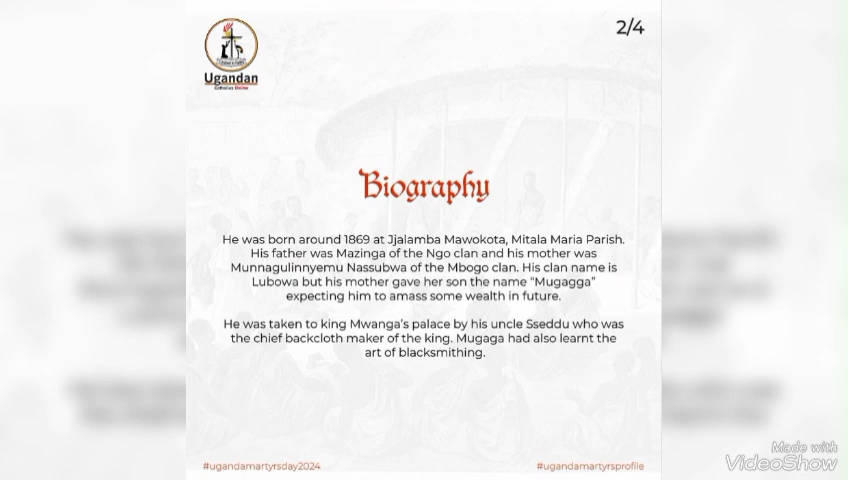 2/4
Ugandan
Catholics Online
Biography
He was born around 1869 at Jjalamba Mawokota, Mitala Maria Parish.
His father was Mazinga of the Ngo clan and his mother was
Munnagulinnyemu Nassubwa of the Mbogo clan. His clan name is
Lubowa but his mother gave her son the name “Mugagga”
expecting him to amass some wealth in future.
He was taken to king Mwanga’s palace by his uncle Sseddu who was
the chief backcloth maker of the king. Mugaga had also learnt the
art of blacksmithing.
#ugandamartyrsday2024
#ugandamartyrsprofile
Made with
VideoShow